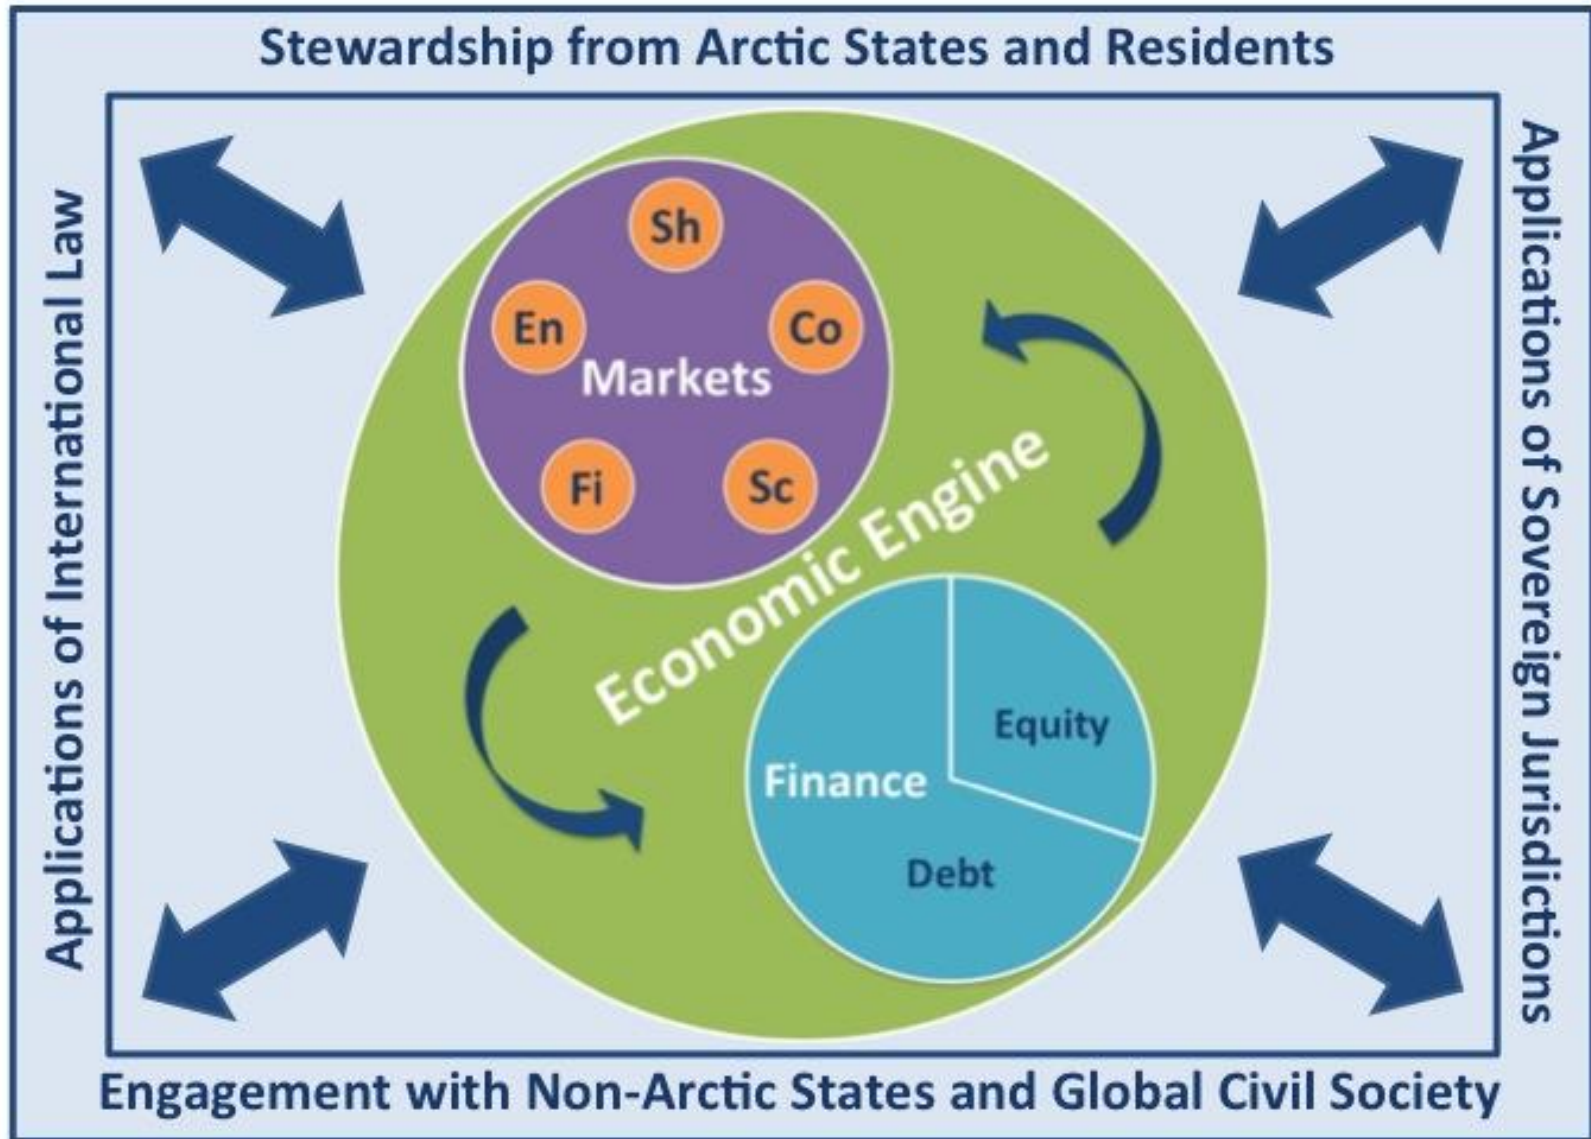 Stewardship from Arctic States and Residents
Applications of International Law
Applications of Sovereign Jurisdictions
Sh
En
Co
Markets
Fi
Sc
Economic Engine
Equity
Finance
Debt
Engagement with Non-Arctic States and Global Civil Society